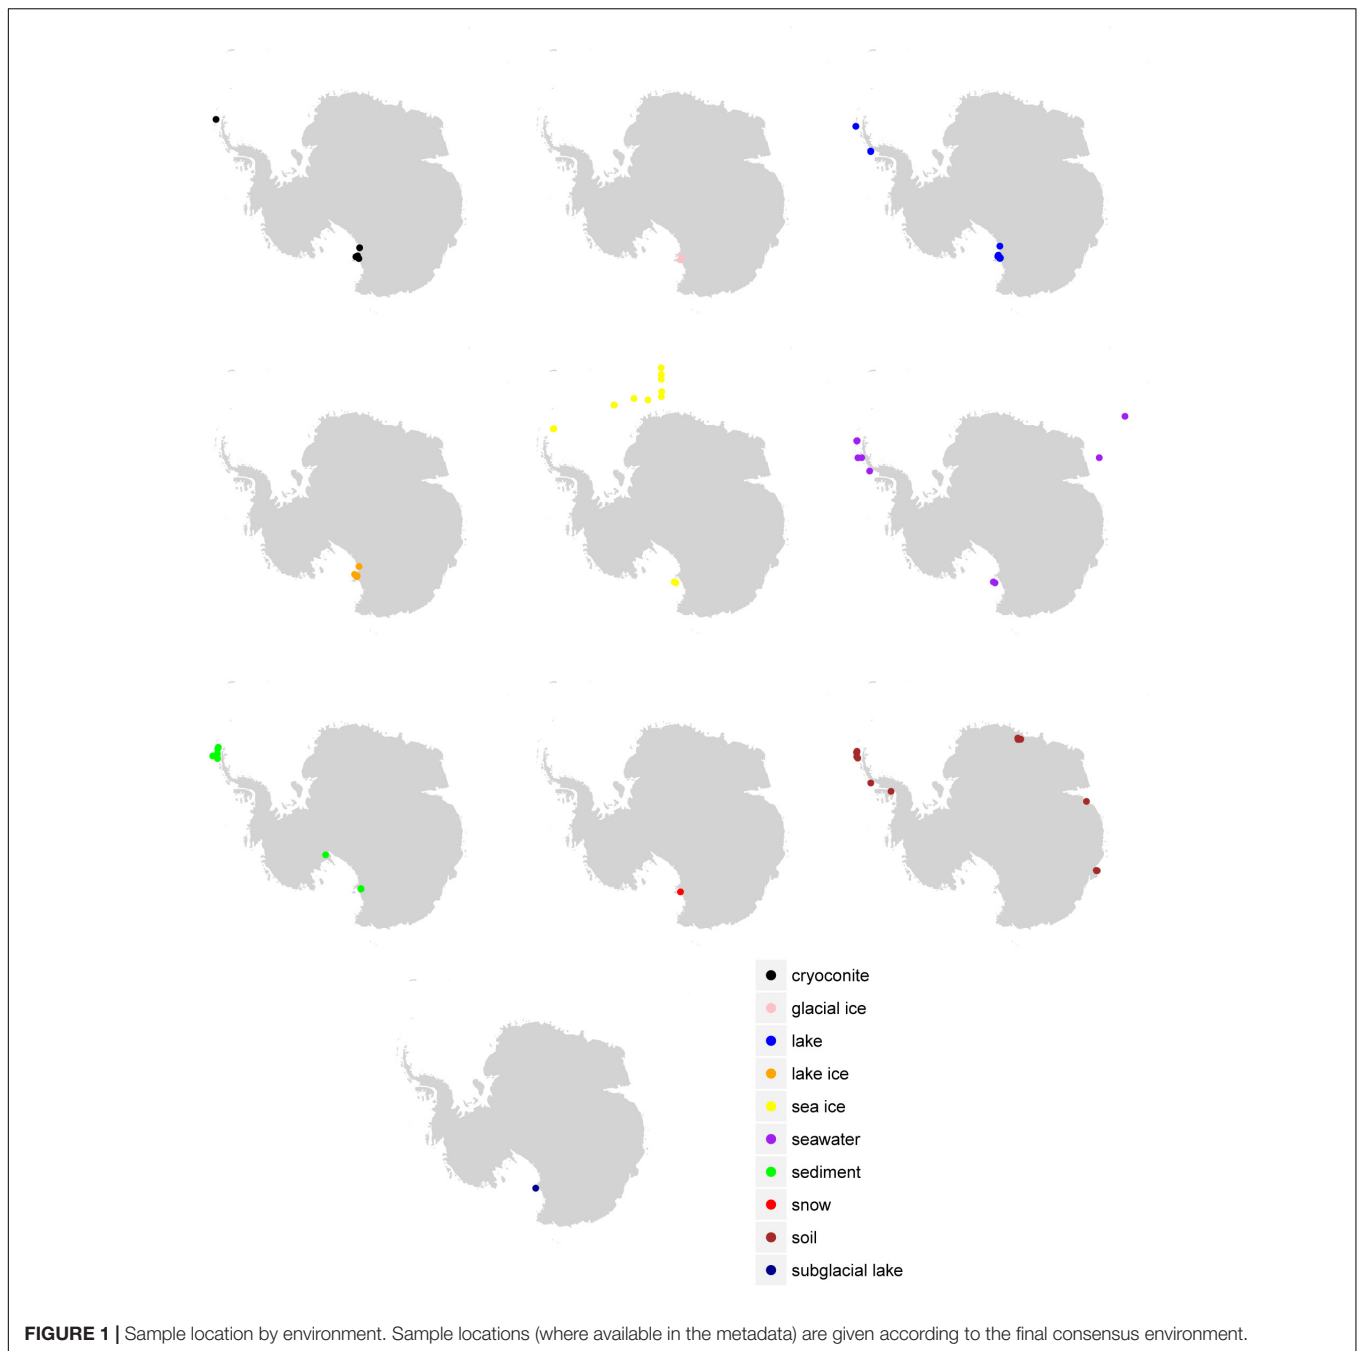 cryoconite
glacial ice
lake
lake ice
sea ice
seawater
sediment
snow
soil
subglacial lake
FIGURE 1 | Sample location by environment. Sample locations (where available in the metadata) are given according to the final consensus environment.